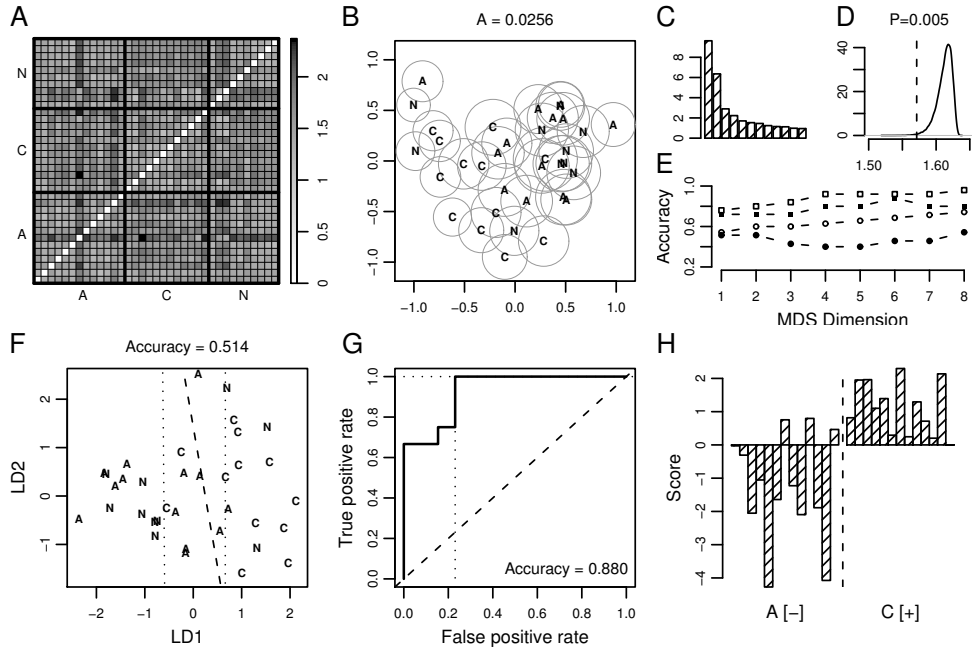 A
N
C
A
A C N
0 0.5 1 1.5 2
B
A = 0.0256
1.0
0.5
0.0
−0.5
−1.0
−1.0 −0.5 0.0 0.5 1.0
C
8
6
4
2
0
D
P=0.005
40
20
0
1.50 1.60
E
Accuracy
1.0
0.6
0.2
1 2 3 4 5 6 7 8
MDS Dimension
F
Accuracy = 0.514
LD2
2
1
0
−1
−2 −1 0 1 2
LD1
G
True positive rate
1.0
0.8
0.6
0.4
0.2
0.0
Accuracy = 0.880
0.0 0.2 0.4 0.6 0.8 1.0
False positive rate
H
Score
2
1
0
−1
−2
−3
−4
A [−] C [+]